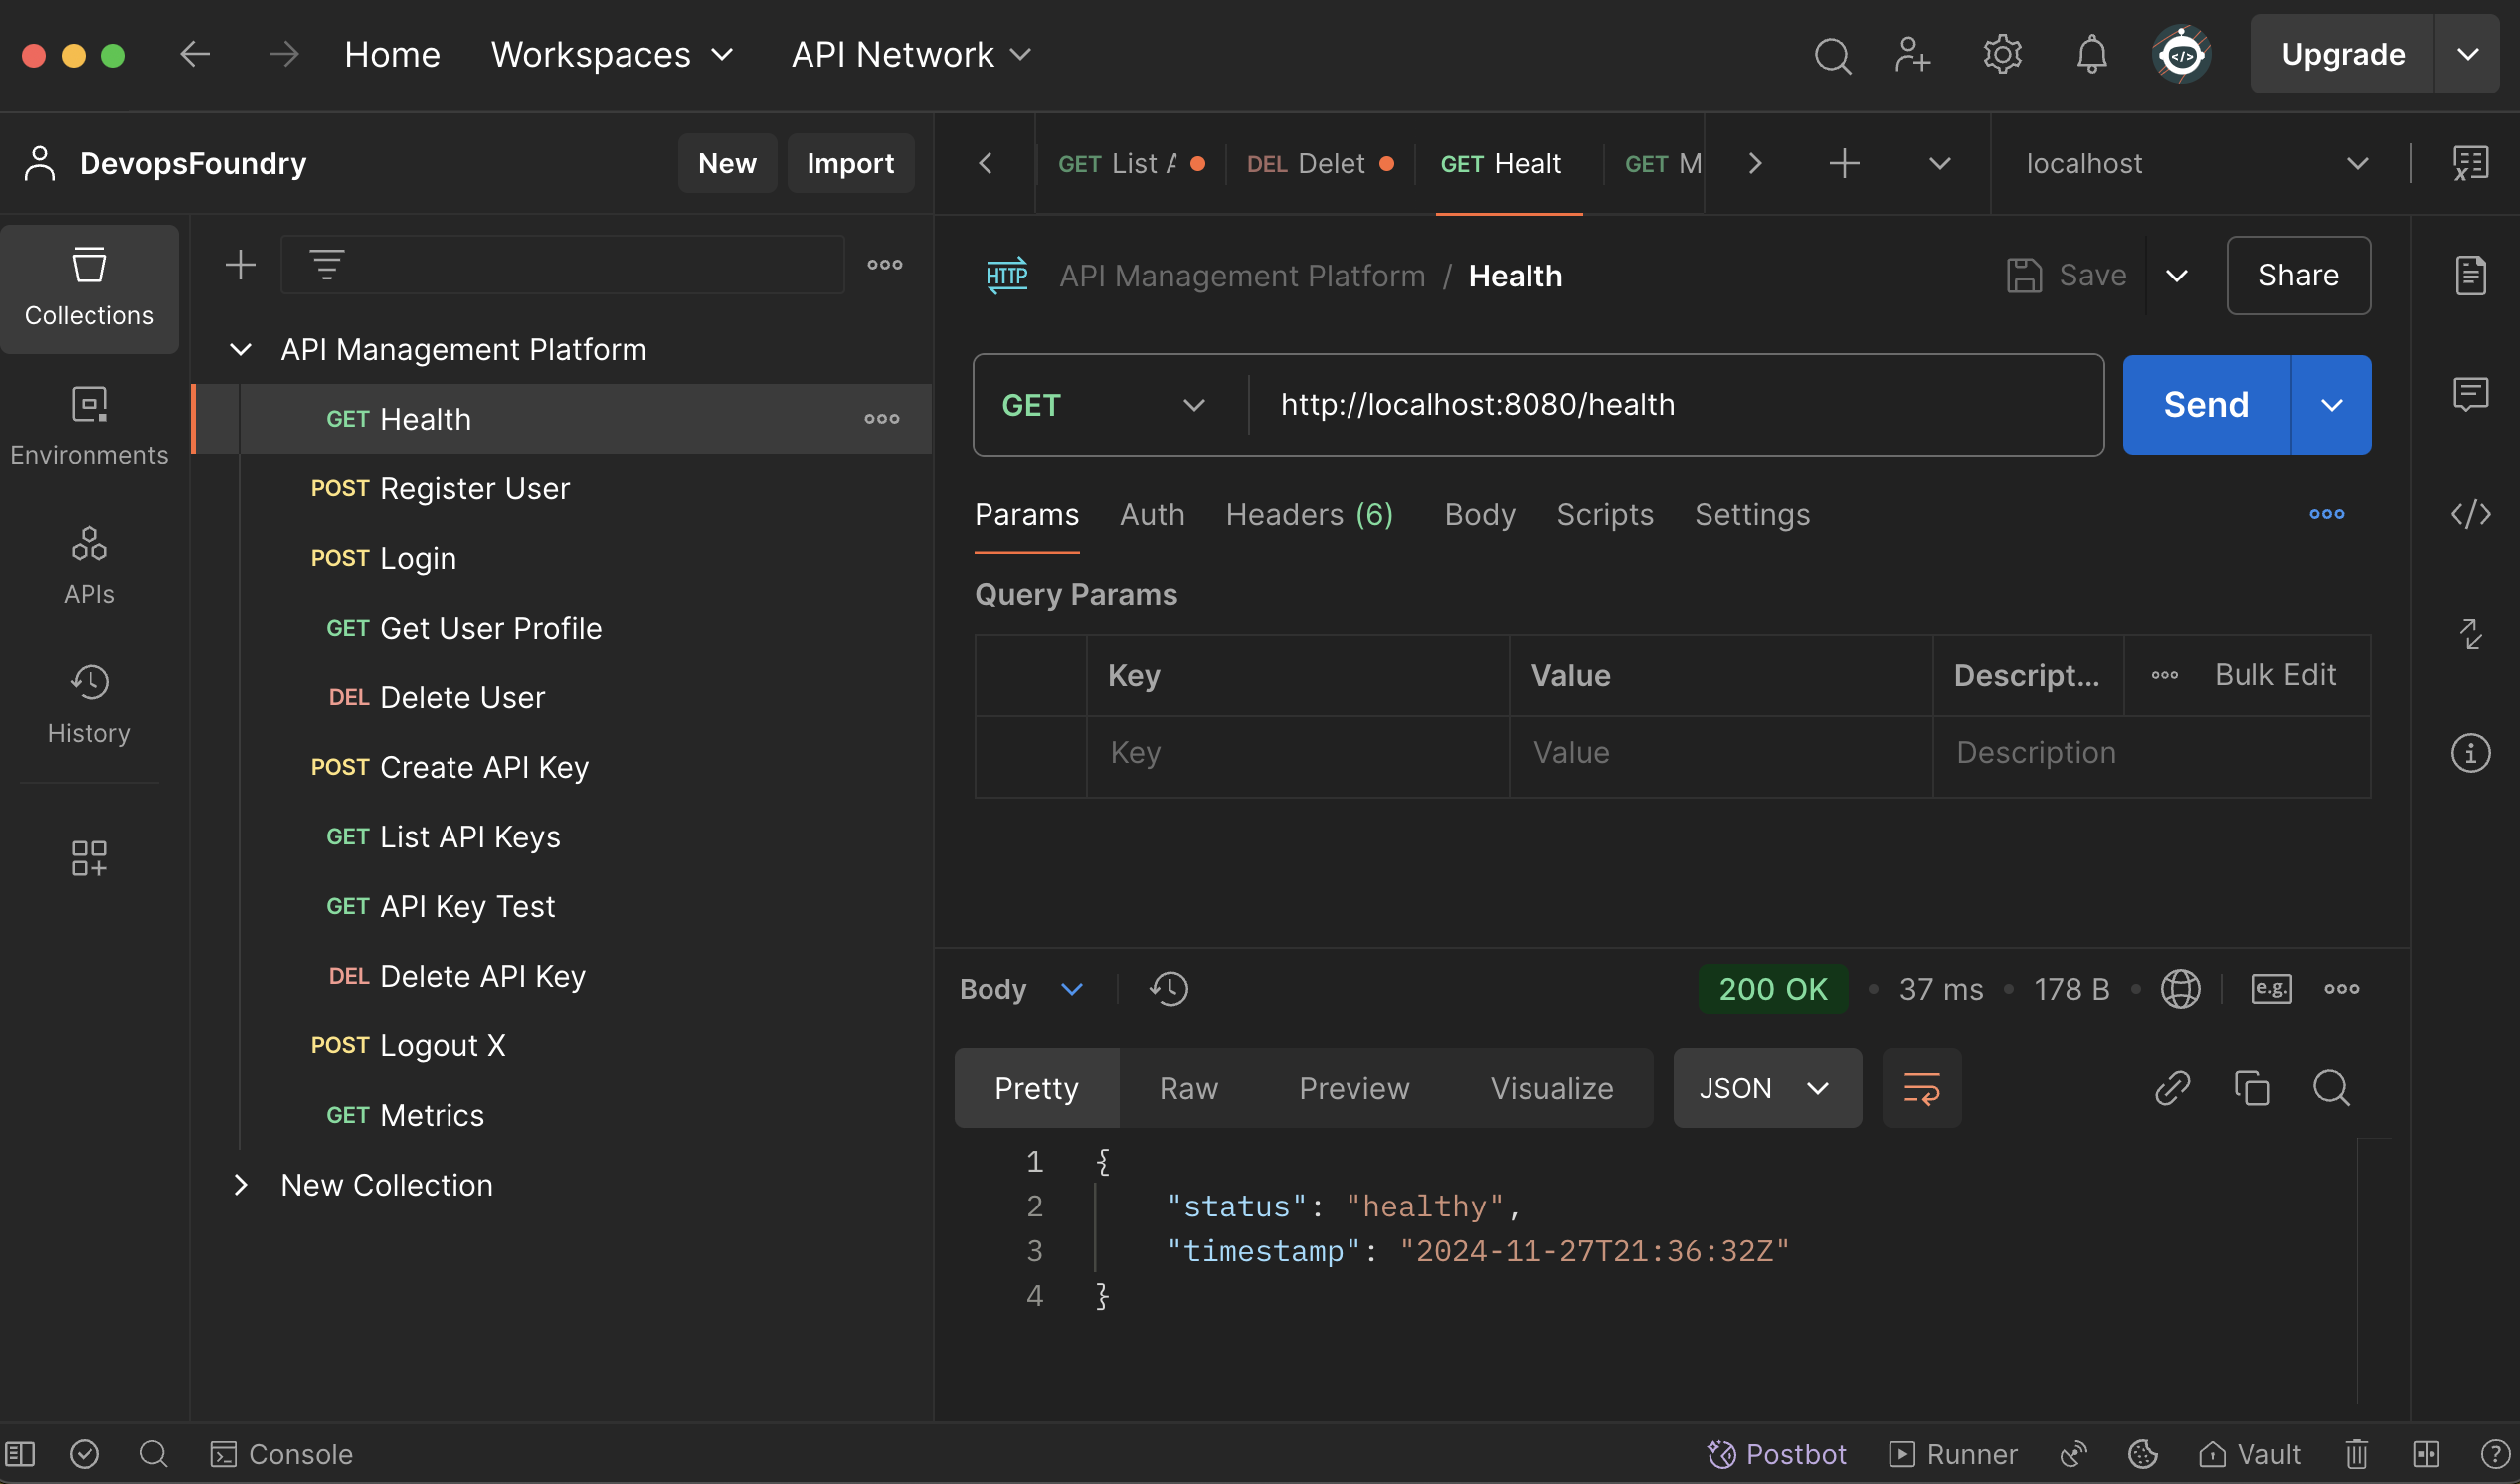 Home Workspaces API Network Upgrade
DevopsFoundry New Import
GET List A DEL Delet GET Healt GET M localhost
Collections
Environments
APIs
History
API Management Platform
GET Health
POST Register User
POST Login
GET Get User Profile
DEL Delete User
POST Create API Key
GET List API Keys
GET API Key Test
DEL Delete API Key
POST Logout X
GET Metrics
New Collection
HTTP API Management Platform / Health Save Share
GET http://localhost:8080/health Send
Params Auth Headers (6) Body Scripts Settings
Query Params
Key Value Descript... Bulk Edit
Key Value Description
Body 200 OK 37 ms 178 B e.g.
Pretty Raw Preview Visualize JSON
1 {
2 "status": "healthy",
3 "timestamp": "2024-11-27T21:36:32Z"
4 }
Console Postbot Runner Vault